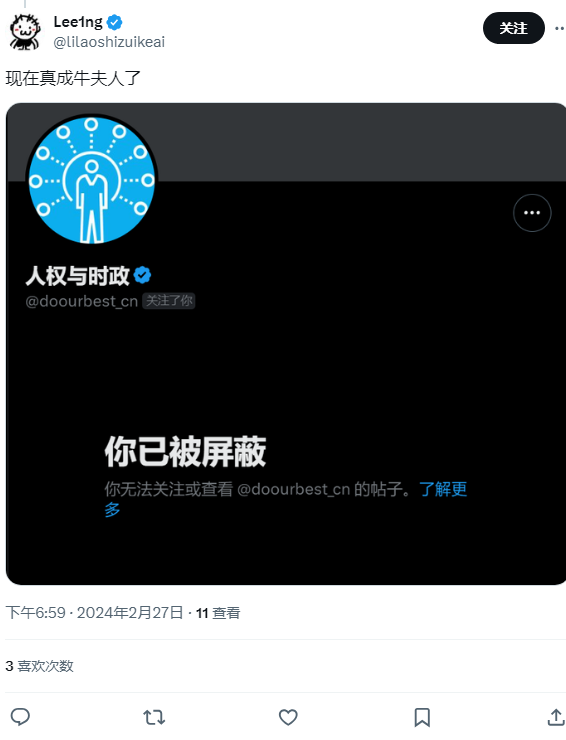 Lee1ng
@lilaoshizuikeai
关注
现在真成牛夫人了
人权与时政
@doourbest_cn 关注了你
你已被屏蔽
你无法关注或查看 @doourbest_cn 的帖子。了解更
多
下午6:59 · 2024年2月27日 · 11 查看
3 喜欢次数